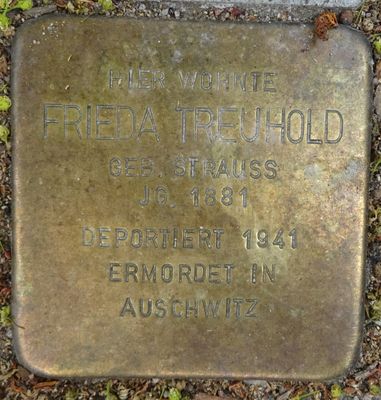 HIER WOHNTE
FRIEDA TREUHOLD
GEB. STRAUSS
JG. 1881
DEPORTIERT 1941
ERMORDET IN
AUSCHWITZ